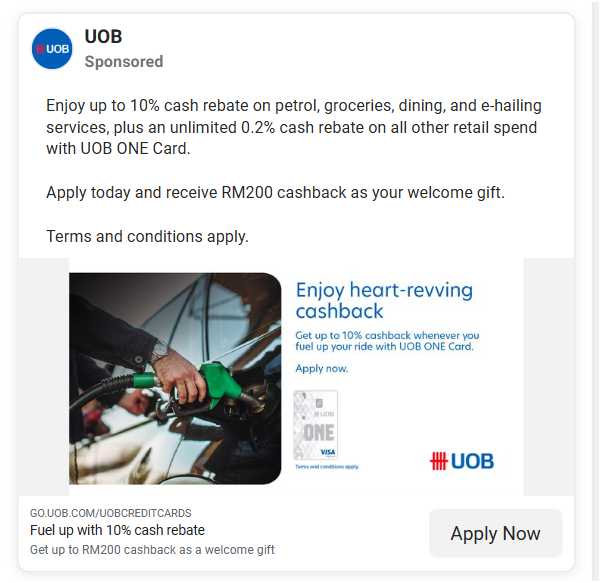 UOB
UOB
Sponsored
Enjoy up to 10% cash rebate on petrol, groceries, dining, and e-hailing
services, plus an unlimited 0.2% cash rebate on all other retail spend
with UOB ONE Card.
Apply today and receive RM200 cashback as your welcome gift.
Terms and conditions apply.
Enjoy heart-revving
cashback
Get up to 10% cashback whenever you
fuel up your ride with UOB ONE Card.
Apply now.
UOB
ONE
VISA
Terms and conditions apply.
UOB
GO.UOB.COM/UOBCREDITCARDS
Fuel up with 10% cash rebate
Get up to RM200 cashback as a welcome gift
Apply Now